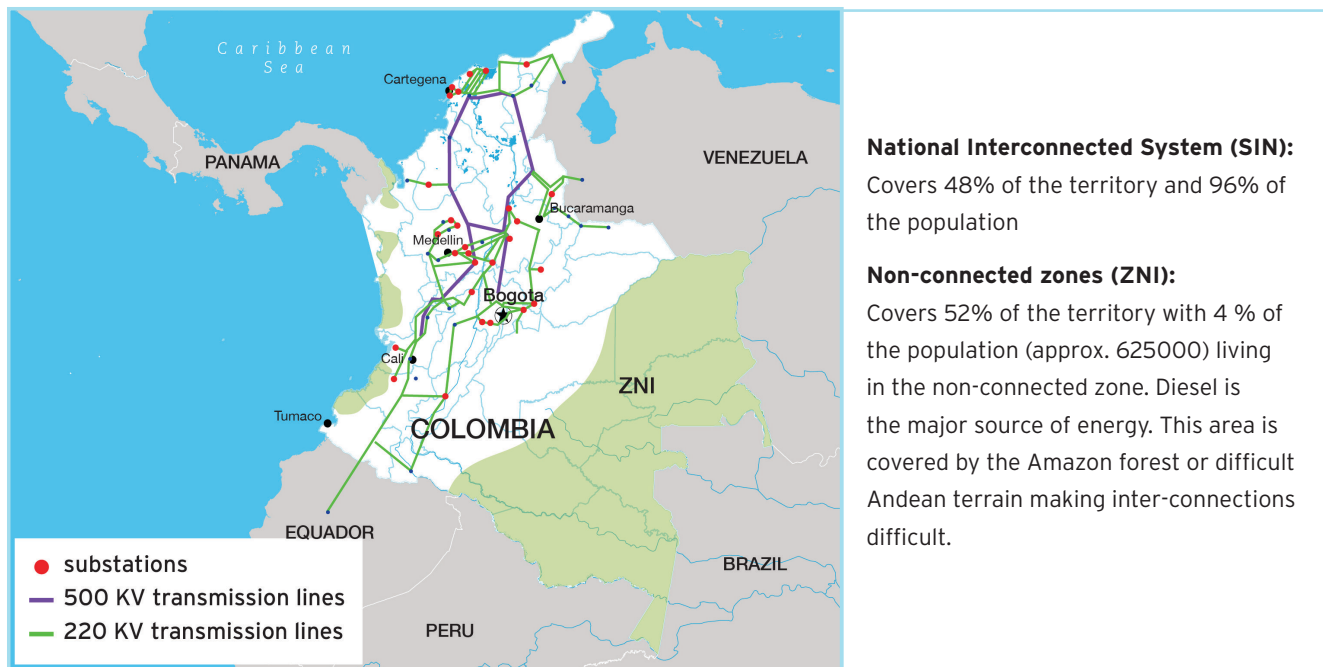 Caribbean
Sea
Cartegena
PANAMA
VENEZUELA
Bucaramanga
Medellin
Bogota
Cali
ZNI
Tumaco
COLOMBIA
EQUADOR
BRAZIL
PERU
substations
500 KV transmission lines
220 KV transmission lines
National Interconnected System (SIN):
Covers 48% of the territory and 96% of
the population
Non-connected zones (ZNI):
Covers 52% of the territory with 4 % of
the population (approx. 625000) living
in the non-connected zone. Diesel is
the major source of energy. This area is
covered by the Amazon forest or difficult
Andean terrain making inter-connections
difficult.